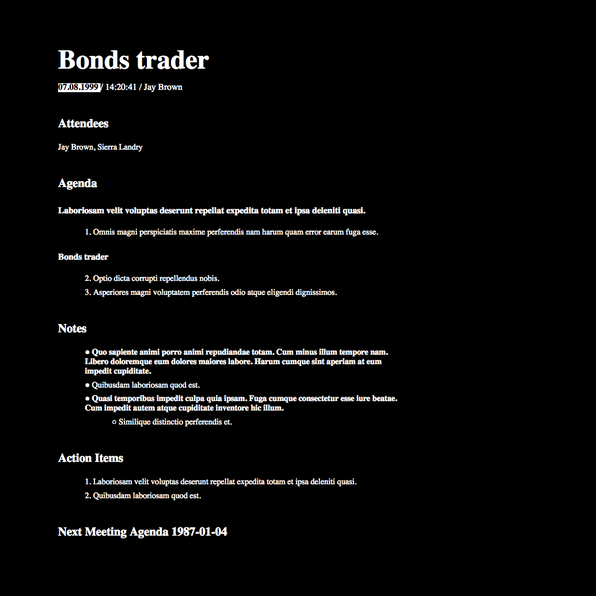 Bonds trader
07.08.1999 / 14:20:41 / Jay Brown
Attendees
Jay Brown, Sierra Landry
Agenda
Laboriosam velit voluptas deserunt repellat expedita totam et ipsa deleniti quasi.
1. Omnis magni perspiciatis maxime perferendis nam harum quam error earum fuga esse.
Bonds trader
2. Optio dicta corrupti repellendus nobis.
3. Asperiores magni voluptatem perferendis odio atque eligendi dignissimos.
Notes
● Quo sapiente animi porro animi repudiandae totam. Cum minus illum tempore nam.
Libero doloremque eum dolores maiores labore. Harum cumque sint aperiam at eum
impedit cupiditate.
● Quibusdam laboriosam quod est.
● Quasi temporibus impedit culpa quia ipsam. Fuga cumque consectetur esse iure beatae.
Cum impedit autem atque cupiditate inventore hic illum.
○ Similique distinctio perferendis et.
Action Items
1. Laboriosam velit voluptas deserunt repellat expedita totam et ipsa deleniti quasi.
2. Quibusdam laboriosam quod est.
Next Meeting Agenda 1987-01-04